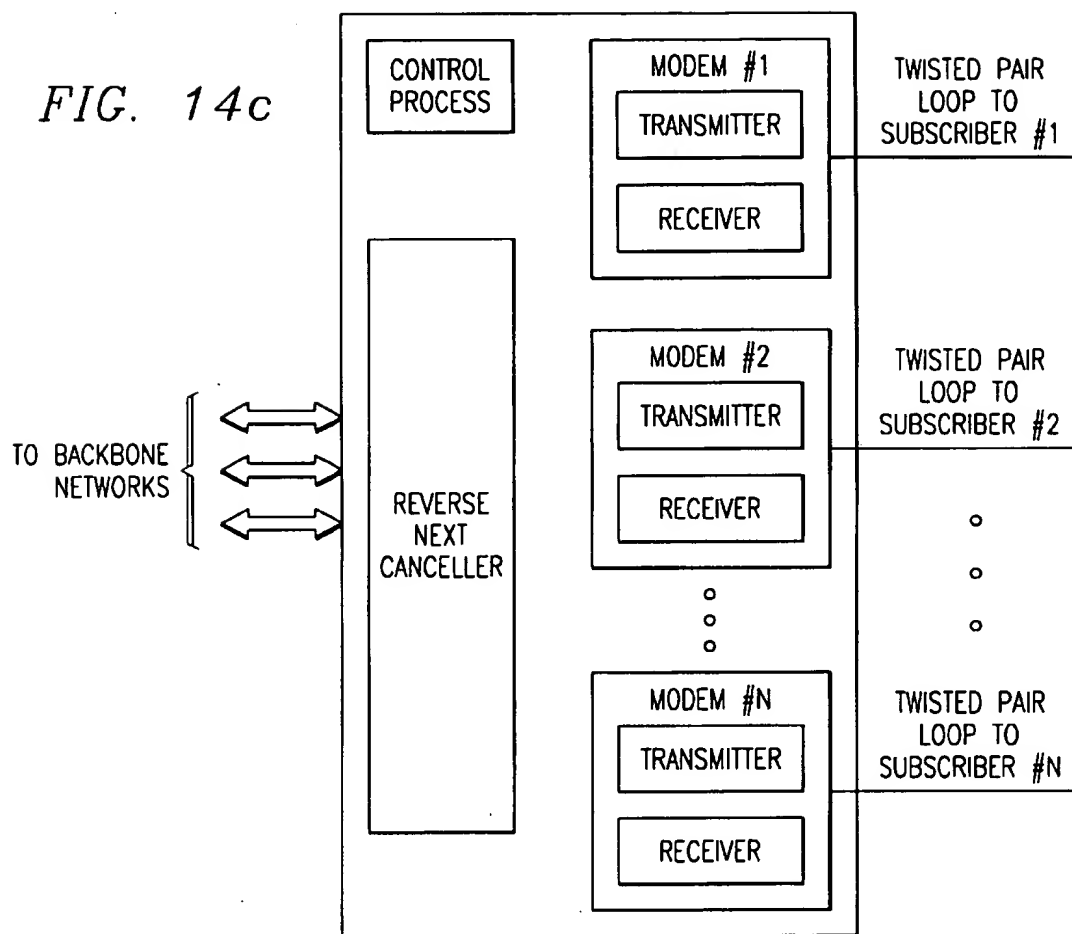 FIG. 14c
CONTROL
PROCESS
MODEM #1
TRANSMITTER
RECEIVER
TWISTED PAIR
LOOP TO
SUBSCRIBER #1
MODEM #2
TRANSMITTER
RECEIVER
TWISTED PAIR
LOOP TO
SUBSCRIBER #2
TO BACKBONE
NETWORKS
REVERSE
NEXT
CANCELLER
MODEM #N
TRANSMITTER
RECEIVER
TWISTED PAIR
LOOP TO
SUBSCRIBER #N